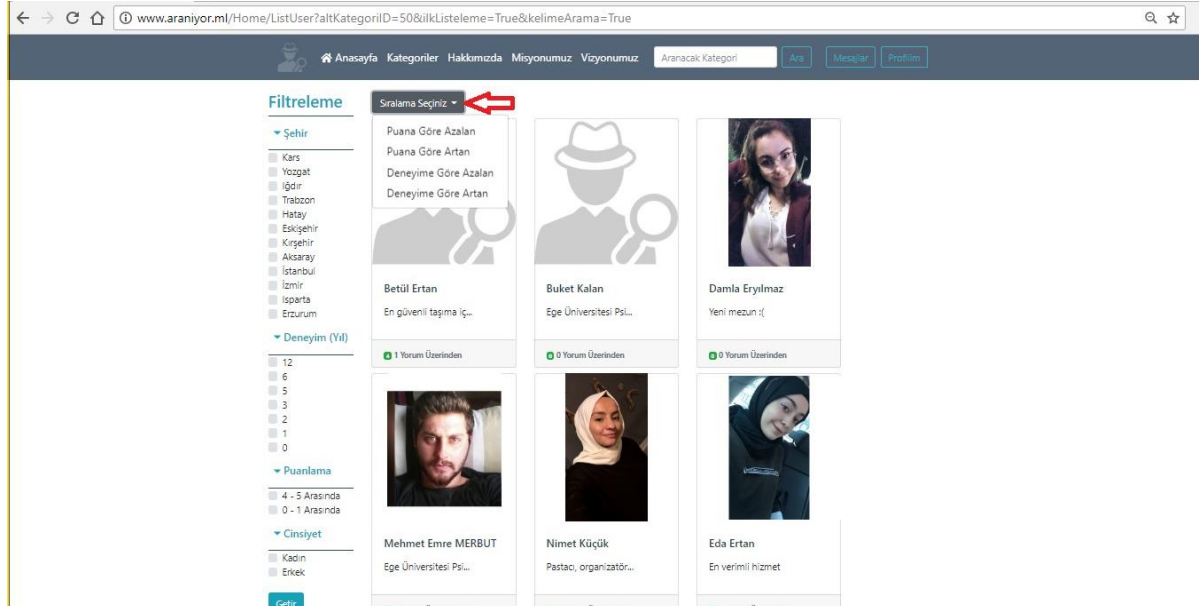 www.araniyor.ml/Home/ListUser?altKategoriID=50&ilkListeleme=True&kelimeArama=True
Anasayfa Kategoriler Hakkımızda Misyonumuz Vizyonumuz Aranacak Kategori Ara Mesajlar Profilim
Filtreleme
Şehir
Kars
Yozgat
Iğdır
Trabzon
Hatay
Eskişehir
Kırşehir
Aksaray
İstanbul
İzmir
Isparta
Erzurum
Deneyim (Yıl)
12
6
5
3
2
1
0
Puanlama
4 - 5 Arasında
0 - 1 Arasında
Cinsiyet
Kadın
Erkek
Getir
Sıralama Seçiniz
Puana Göre Azalan
Puana Göre Artan
Deneyime Göre Azalan
Deneyime Göre Artan
Betül Ertan
En güvenli taşıma iç...
4 1 Yorum Üzerinden
Buket Kalan
Ege Üniversitesi Psi...
0 0 Yorum Üzerinden
Damla Eryılmaz
Yeni mezun :(
0 0 Yorum Üzerinden
Mehmet Emre MERBUT
Ege Üniversitesi Psi...
Nimet Küçük
Pastacı, organizatör...
Eda Ertan
En verimli hizmet